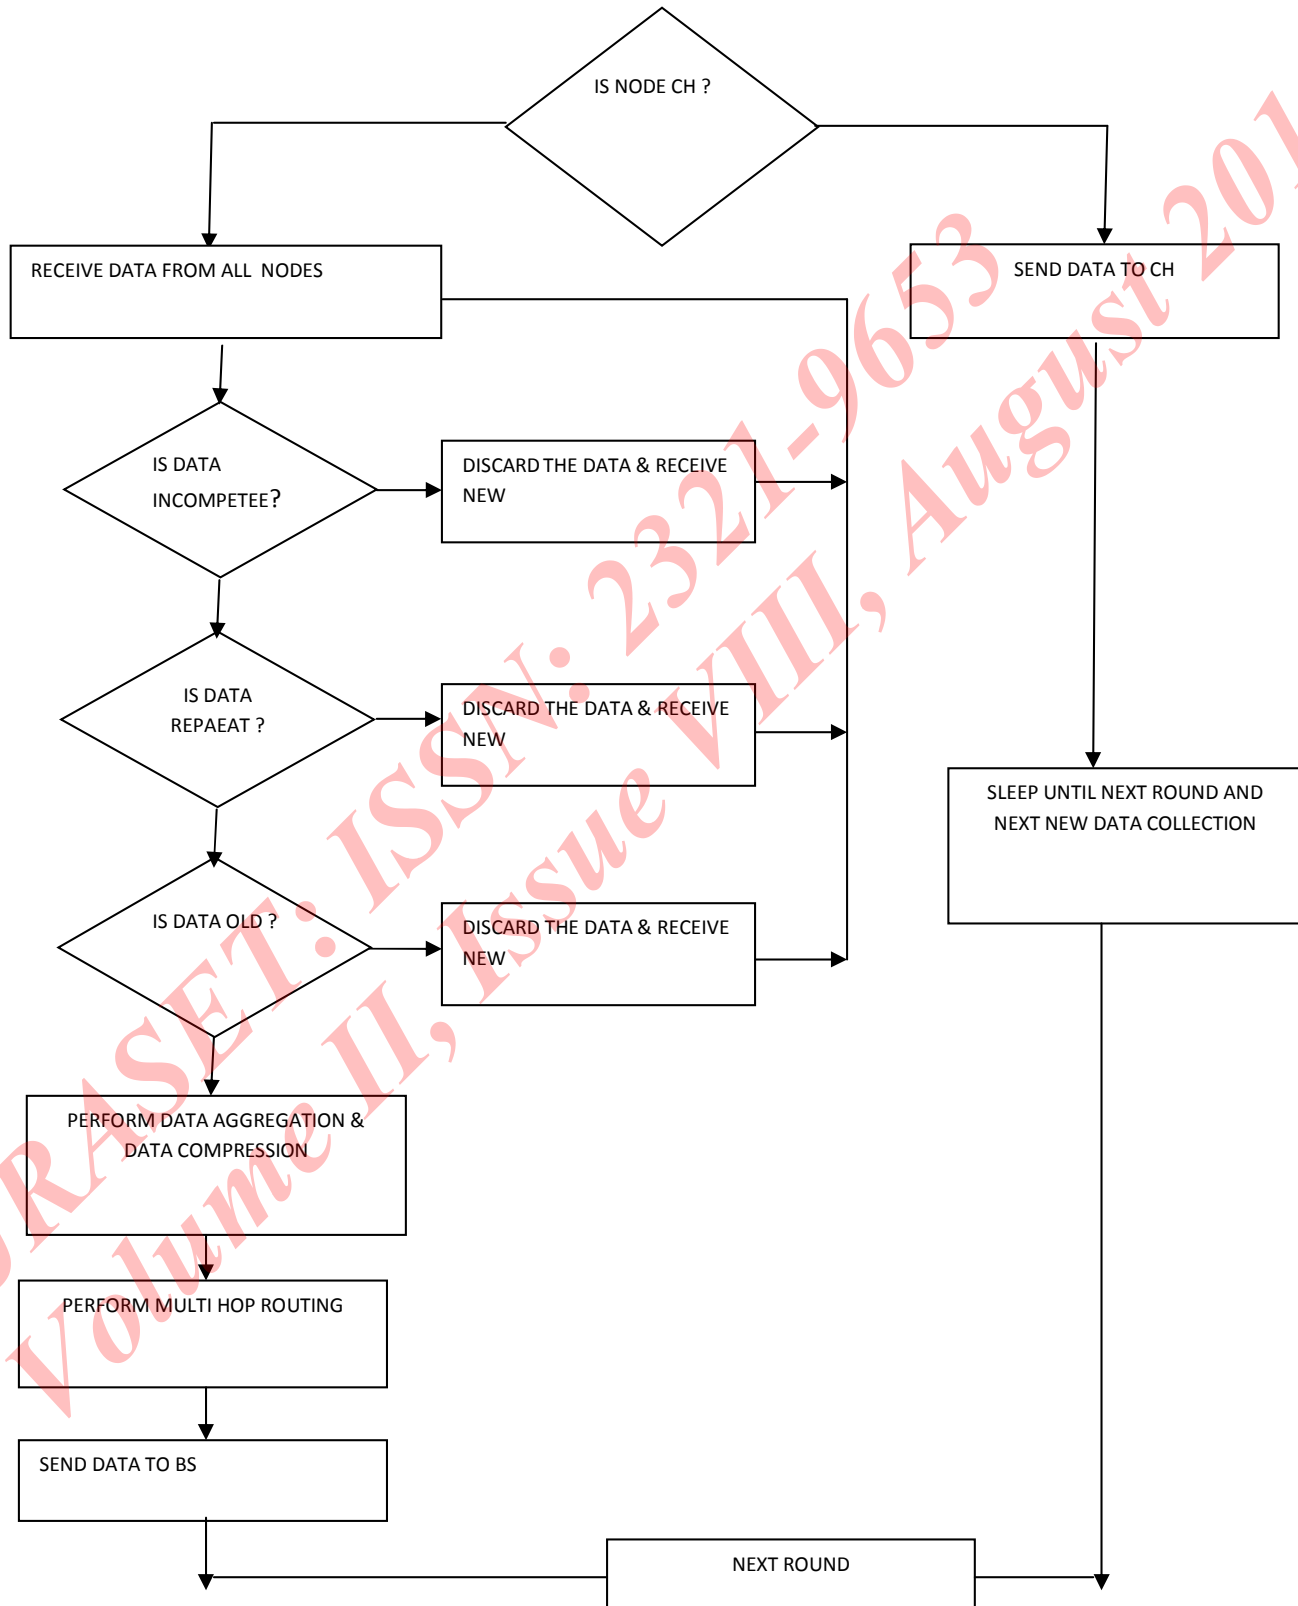 IS NODE CH ?
RECEIVE DATA FROM ALL NODES
SEND DATA TO CH
IS DATA
INCOMPETEE?
DISCARD THE DATA & RECEIVE
NEW
IS DATA
REPAEAT ?
DISCARD THE DATA & RECEIVE
NEW
SLEEP UNTIL NEXT ROUND AND
NEXT NEW DATA COLLECTION
IS DATA OLD ?
DISCARD THE DATA & RECEIVE
NEW
PERFORM DATA AGGREGATION &
DATA COMPRESSION
PERFORM MULTI HOP ROUTING
SEND DATA TO BS
NEXT ROUND
ISSN: 2321-9653
Volume II, Issue VIII, August